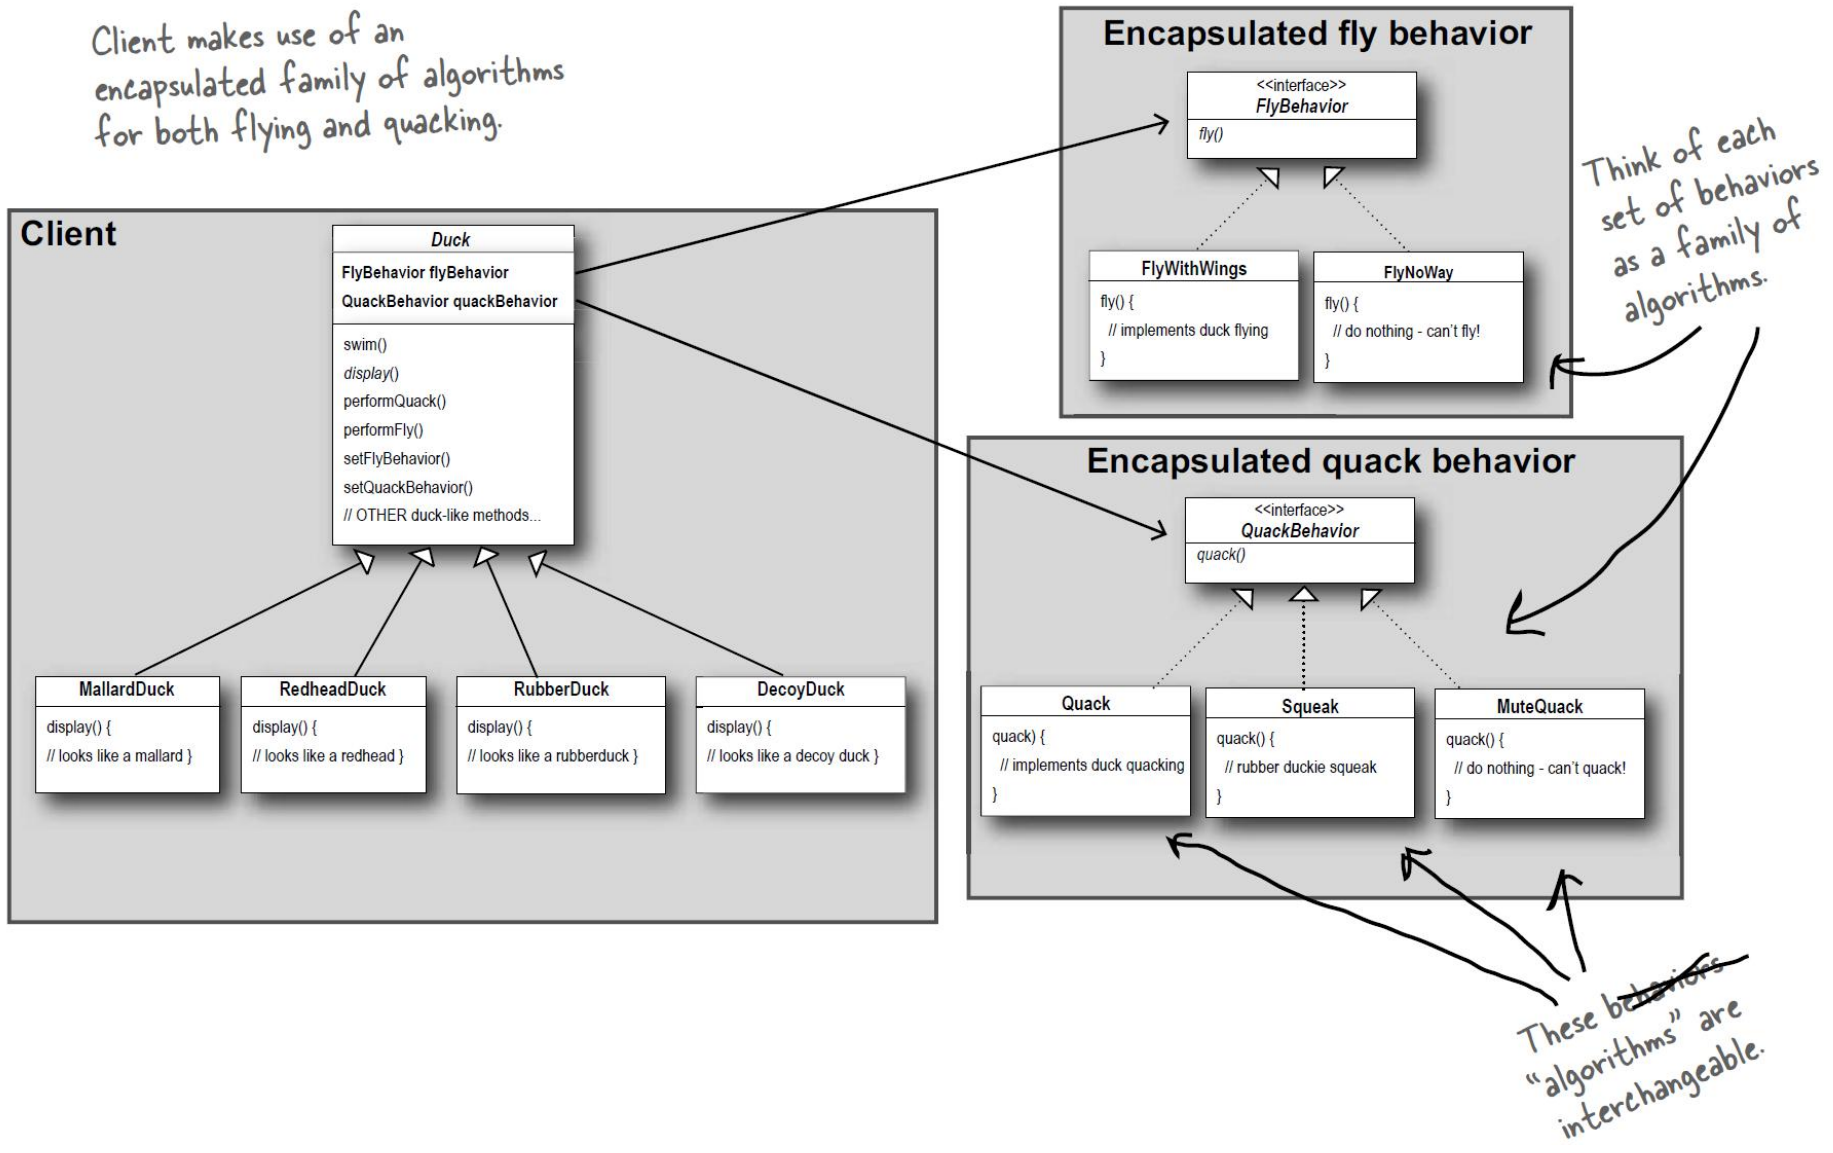 Client makes use of an
encapsulated family of algorithms
for both flying and quacking.
Client
Duck
FlyBehavior flyBehavior
QuackBehavior quackBehavior
swim()
display()
performQuack()
performFly()
setFlyBehavior()
setQuackBehavior()
// OTHER duck-like methods...
MallardDuck
display() {
// looks like a mallard }
RedheadDuck
display() {
// looks like a redhead }
RubberDuck
display() {
// looks like a rubberduck }
DecoyDuck
display() {
// looks like a decoy duck }
Encapsulated fly behavior
<<interface>>
FlyBehavior
fly()
FlyWithWings
fly() {
// implements duck flying
}
FlyNoWay
fly() {
// do nothing - can't fly!
}
Think of each
set of behaviors
as a family of
algorithms.
Encapsulated quack behavior
<<interface>>
QuackBehavior
quack()
Quack
quack) {
// implements duck quacking
}
Squeak
quack() {
// rubber duckie squeak
}
MuteQuack
quack() {
// do nothing - can't quack!
}
These behaviors
“algorithms” are
interchangeable.